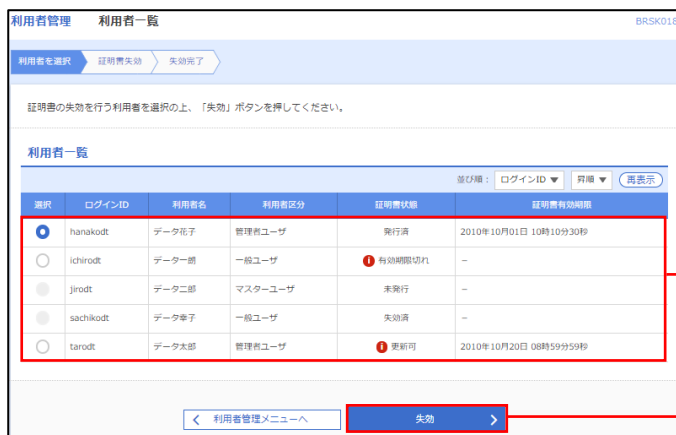 利用者管理 利用者一覧 BRSK018
利用者を選択 証明書失効 失効完了
証明書の失効を行う利用者を選択の上、「失効」ボタンを押してください。
利用者一覧
並び順： ログインID ▼ 昇順 ▼ 再表示
選択 ログインID 利用者名 利用者区分 証明書状態 証明書有効期限
hanakodt データ花子 管理者ユーザ 発行済 2010年10月01日 10時10分30秒
ichirodt データ一朗 一般ユーザ 有効期限切れ －
jirodt データ二郎 マスターユーザ 未発行 －
sachikodt データ幸子 一般ユーザ 失効済 －
tarodt データ太郎 管理者ユーザ 更新可 2010年10月20日 08時59分59秒
利用者管理メニューへ 失効